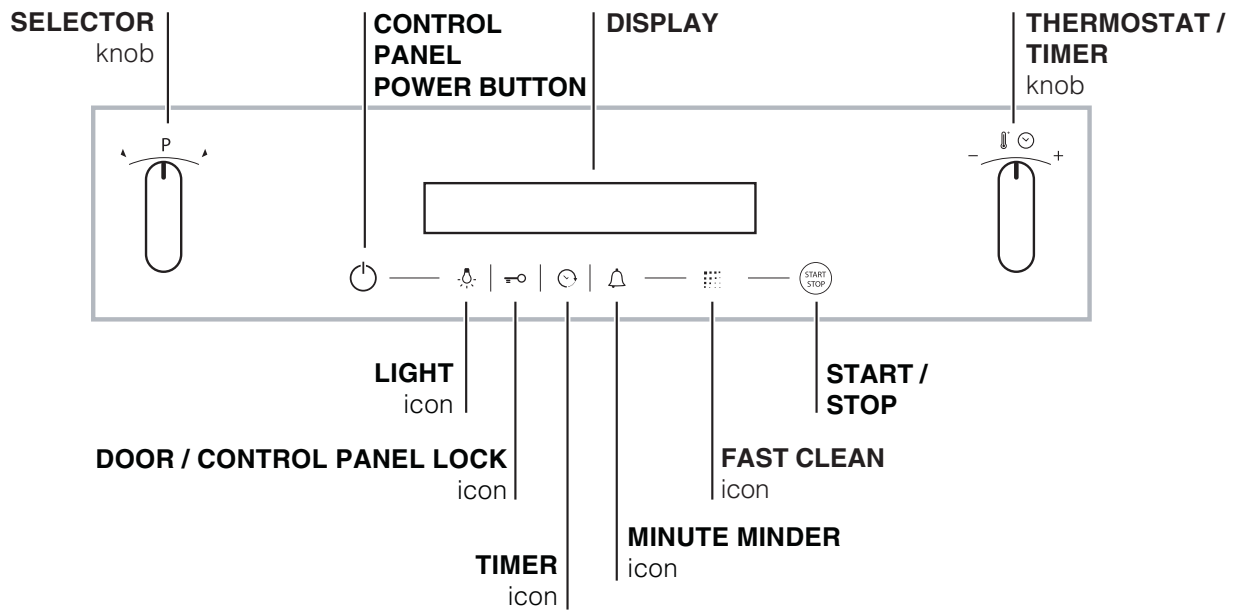 SELECTOR
knob
CONTROL
PANEL
POWER BUTTON
DISPLAY
THERMOSTAT /
TIMER
knob
P
− +
START
STOP
LIGHT
icon
START /
STOP
DOOR / CONTROL PANEL LOCK
icon
FAST CLEAN
icon
MINUTE MINDER
icon
TIMER
icon